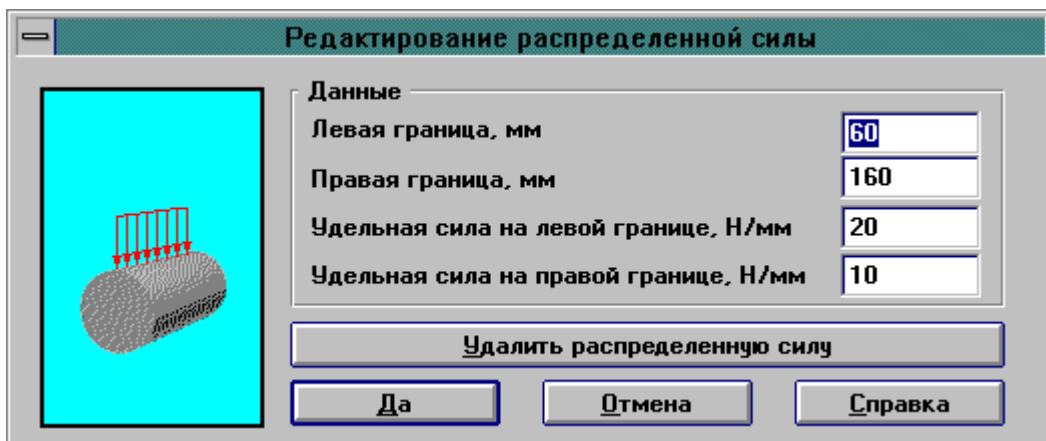 Редактирование распределенной силы
Данные
Левая граница, мм
60
Правая граница, мм
160
Удельная сила на левой границе, Н/мм
20
Удельная сила на правой границе, Н/мм
10
Удалить распределенную силу
Да
Отмена
Справка